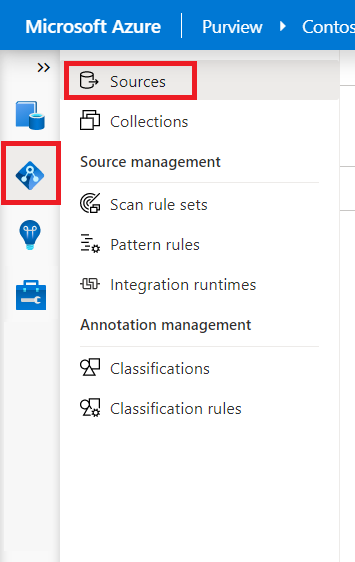 Microsoft Azure | Purview ▸ Contos
Sources
Collections
Source management
Scan rule sets
Pattern rules
Integration runtimes
Annotation management
Classifications
Classification rules